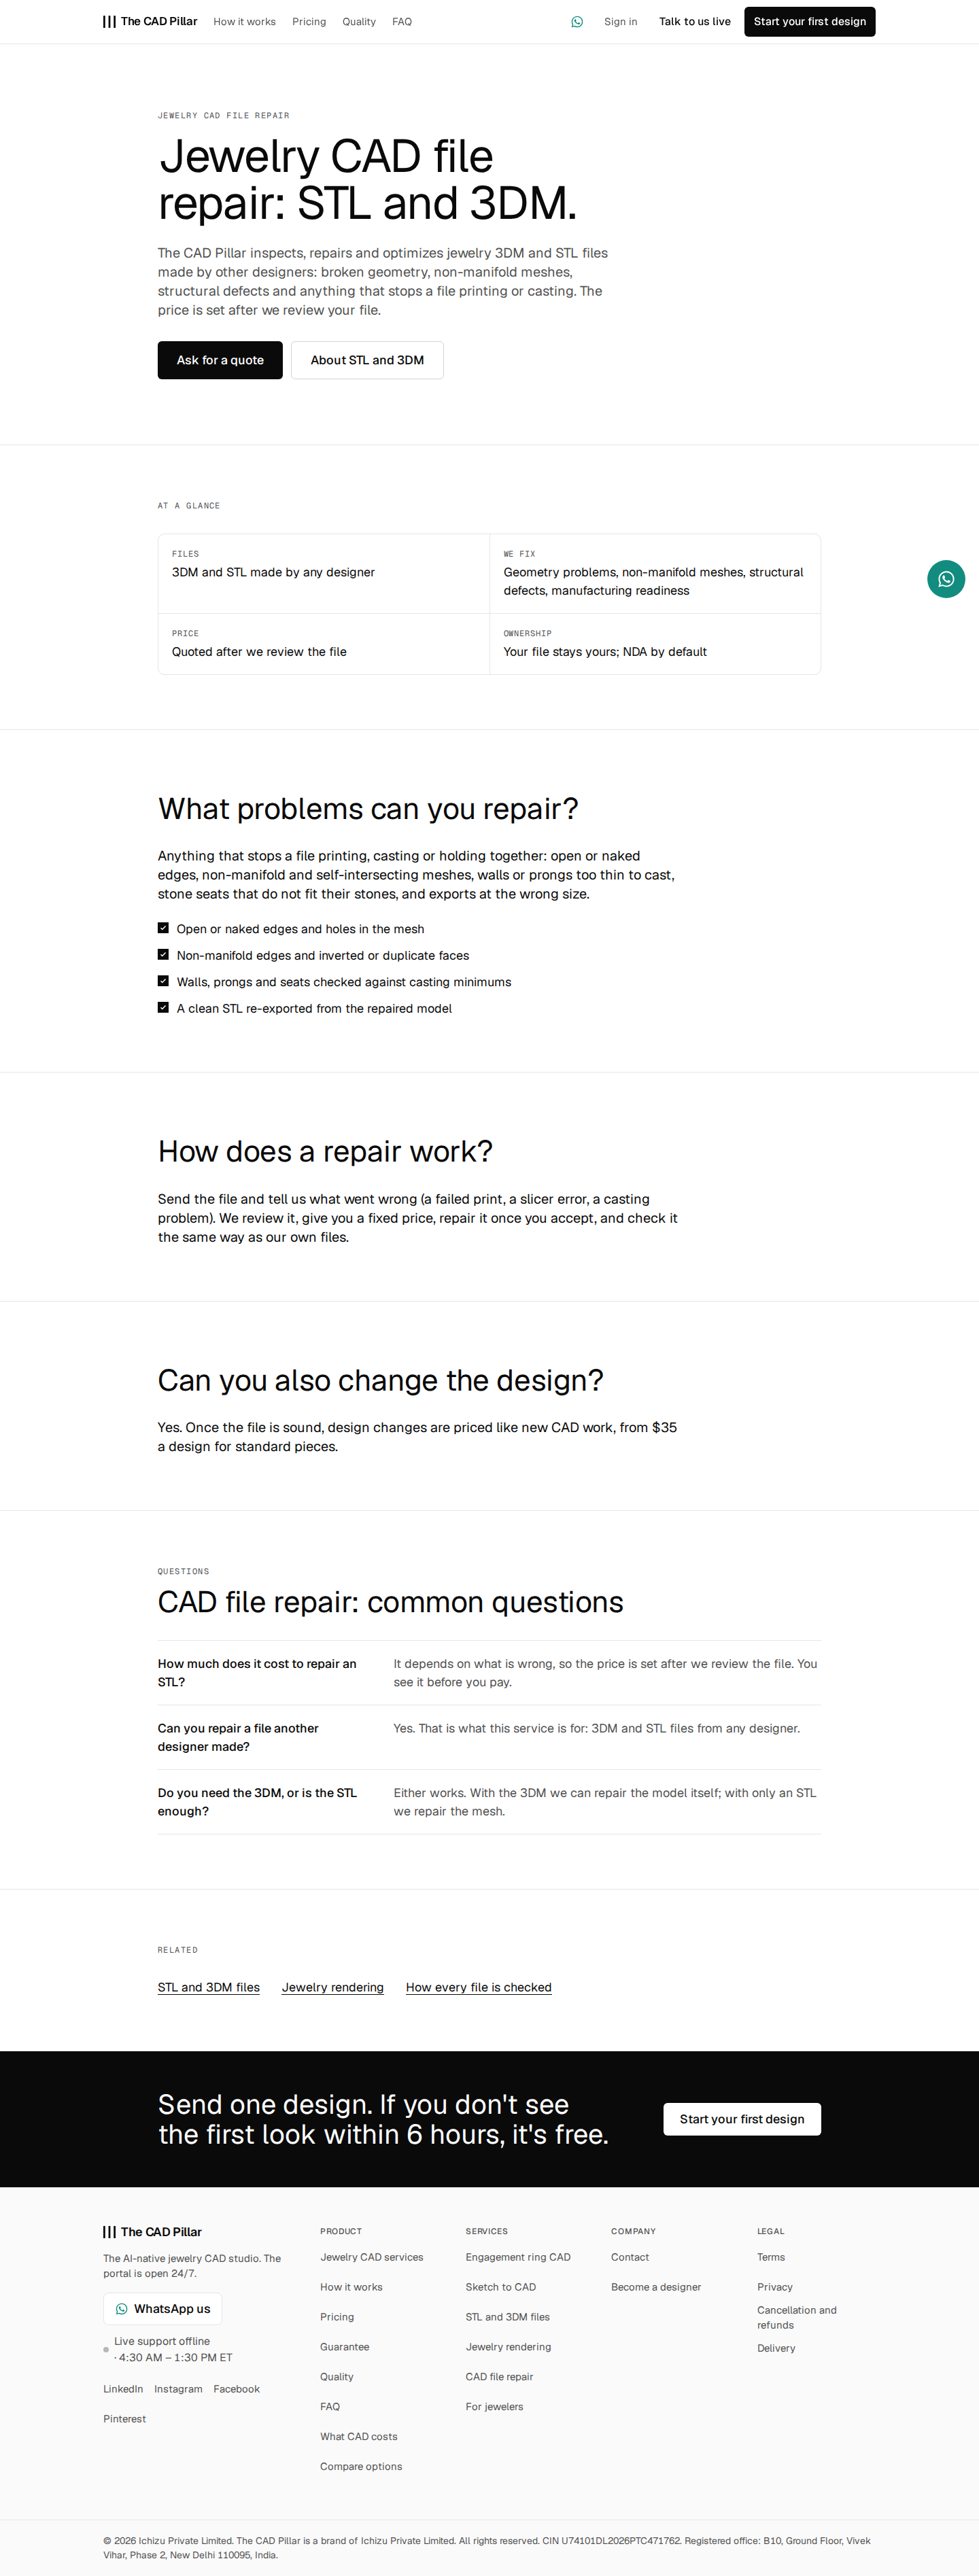 The CAD Pillar How it works Pricing Quality FAQ Sign in Talk to us live Start your first design
JEWELRY CAD FILE REPAIR
Jewelry CAD file
repair: STL and 3DM.
The CAD Pillar inspects, repairs and optimizes jewelry 3DM and STL files
made by other designers: broken geometry, non-manifold meshes,
structural defects and anything that stops a file printing or casting. The
price is set after we review your file.
Ask for a quote About STL and 3DM
AT A GLANCE
FILES
3DM and STL made by any designer
WE FIX
Geometry problems, non-manifold meshes, structural
defects, manufacturing readiness
PRICE
Quoted after we review the file
OWNERSHIP
Your file stays yours; NDA by default
What problems can you repair?
Anything that stops a file printing, casting or holding together: open or naked
edges, non-manifold and self-intersecting meshes, walls or prongs too thin to cast,
stone seats that do not fit their stones, and exports at the wrong size.
Open or naked edges and holes in the mesh
Non-manifold edges and inverted or duplicate faces
Walls, prongs and seats checked against casting minimums
A clean STL re-exported from the repaired model
How does a repair work?
Send the file and tell us what went wrong (a failed print, a slicer error, a casting
problem). We review it, give you a fixed price, repair it once you accept, and check it
the same way as our own files.
Can you also change the design?
Yes. Once the file is sound, design changes are priced like new CAD work, from $35
a design for standard pieces.
QUESTIONS
CAD file repair: common questions
How much does it cost to repair an
STL?
It depends on what is wrong, so the price is set after we review the file. You
see it before you pay.
Can you repair a file another
designer made?
Yes. That is what this service is for: 3DM and STL files from any designer.
Do you need the 3DM, or is the STL
enough?
Either works. With the 3DM we can repair the model itself; with only an STL
we repair the mesh.
RELATED
STL and 3DM files Jewelry rendering How every file is checked
Send one design. If you don't see
the first look within 6 hours, it's free.
Start your first design
The CAD Pillar
The AI-native jewelry CAD studio. The
portal is open 24/7.
WhatsApp us
Live support offline
· 4:30 AM – 1:30 PM ET
LinkedIn Instagram Facebook
Pinterest
PRODUCT
Jewelry CAD services
How it works
Pricing
Guarantee
Quality
FAQ
What CAD costs
Compare options
SERVICES
Engagement ring CAD
Sketch to CAD
STL and 3DM files
Jewelry rendering
CAD file repair
For jewelers
COMPANY
Contact
Become a designer
LEGAL
Terms
Privacy
Cancellation and
refunds
Delivery
© 2026 Ichizu Private Limited. The CAD Pillar is a brand of Ichizu Private Limited. All rights reserved. CIN U74101DL2026PTC471762. Registered office: B10, Ground Floor, Vivek
Vihar, Phase 2, New Delhi 110095, India.